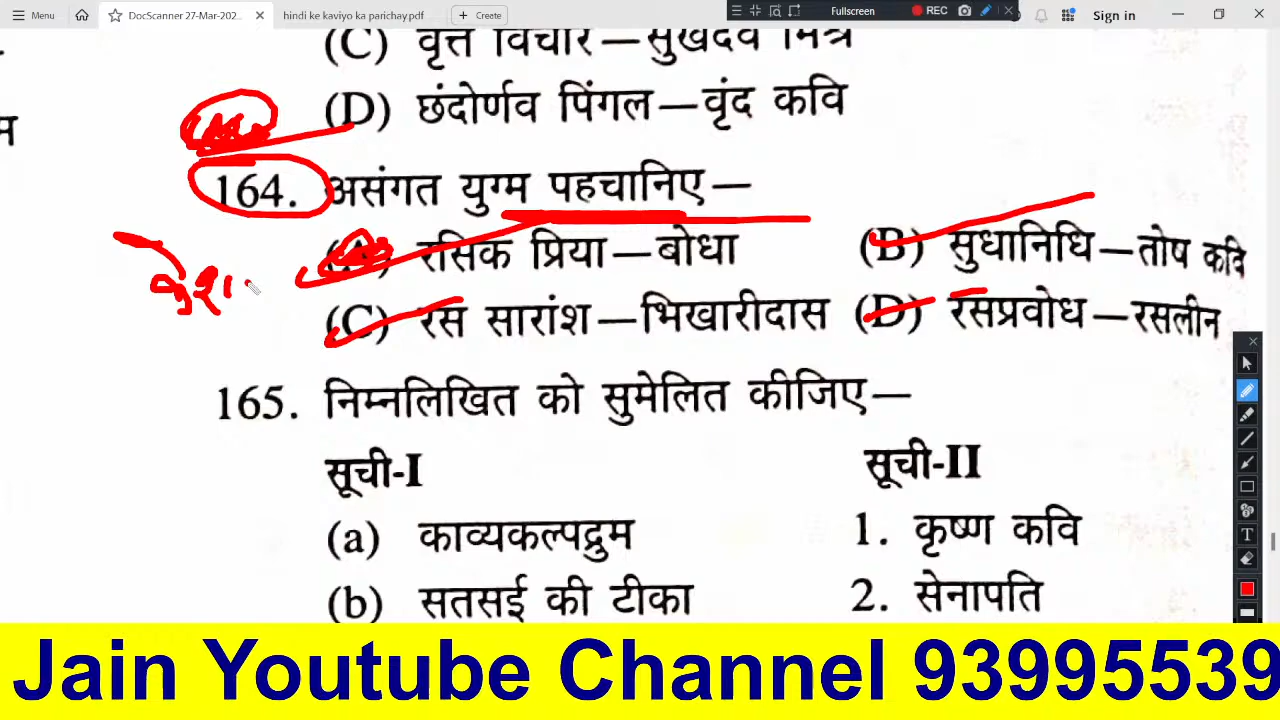 Menu DocScanner 27-Mar-202... hindi ke kaviyo ka parichay.pdf Create Fullscreen REC Sign in
(C) वृत्त विचार—सुखदेव मिश्र
(D) छंदोर्णव पिंगल—वृंद कवि
म
164. असंगत युग्म पहचानिए—
(A) रसिक प्रिया—बोधा (B) सुधानिधि—तोष कवि
केश
(C) रस सारांश—भिखारीदास (D) रसप्रवोध—रसलीन
165. निम्नलिखित को सुमेलित कीजिए—
सूची-I सूची-II
(a) काव्यकल्पद्रुम 1. कृष्ण कवि
(b) सतसई की टीका 2. सेनापति
Jain Youtube Channel 93995539